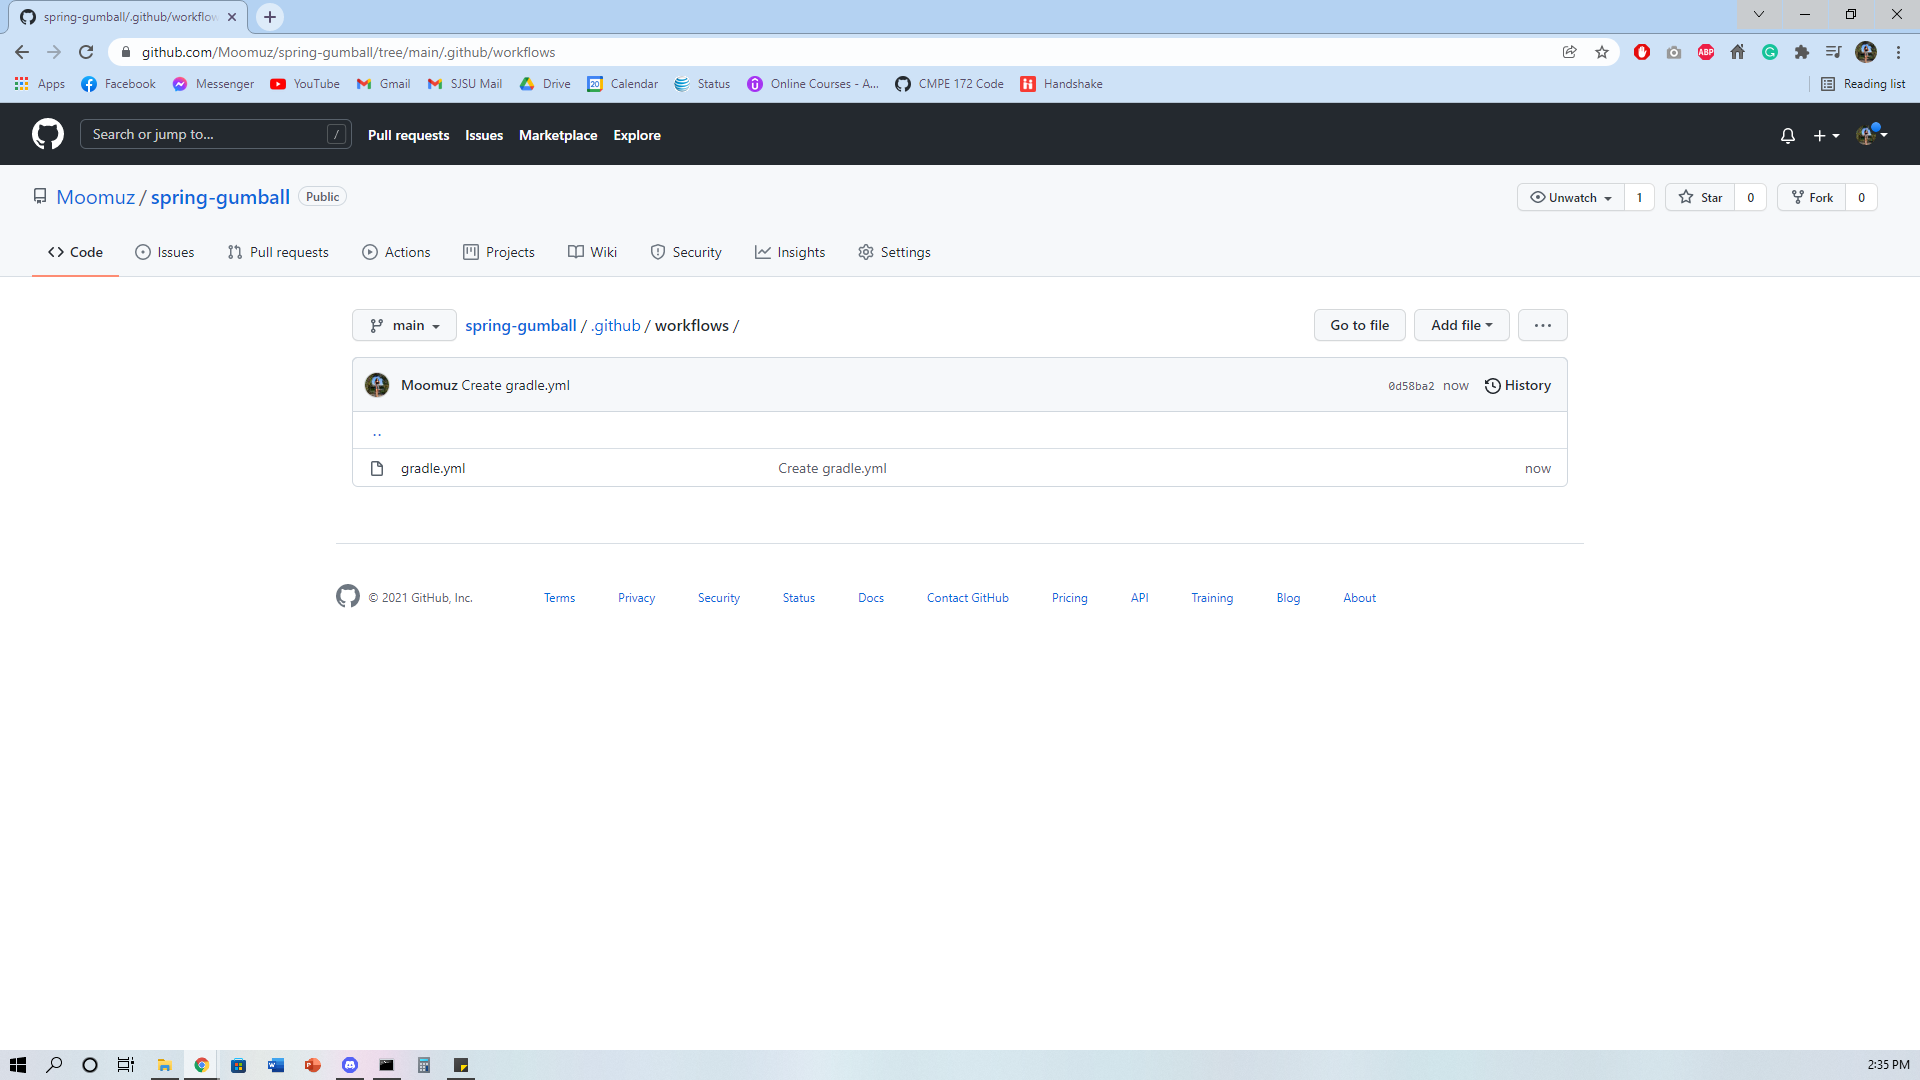 spring-gumball/.github/workflow
github.com/Moomuz/spring-gumball/tree/main/.github/workflows
Apps Facebook Messenger YouTube Gmail SJSU Mail Drive Calendar Status Online Courses - A... CMPE 172 Code Handshake Reading list
Search or jump to... / Pull requests Issues Marketplace Explore
Moomuz / spring-gumball Public Unwatch 1 Star 0 Fork 0
Code Issues Pull requests Actions Projects Wiki Security Insights Settings
main spring-gumball / .github / workflows / Go to file Add file ...
Moomuz Create gradle.yml 0d58ba2 now History
..
gradle.yml Create gradle.yml now
© 2021 GitHub, Inc. Terms Privacy Security Status Docs Contact GitHub Pricing API Training Blog About
2:35 PM